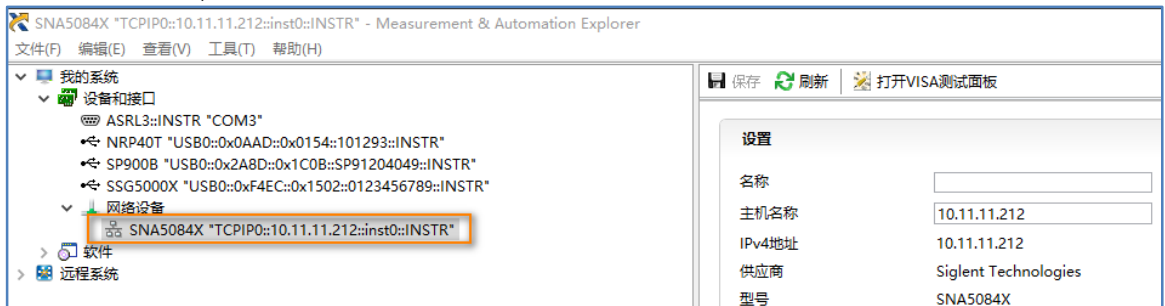 SNA5084X "TCPIP0::10.11.11.212::inst0::INSTR" - Measurement & Automation Explorer
文件(F) 编辑(E) 查看(V) 工具(T) 帮助(H)
我的系统
设备和接口
ASRL3::INSTR "COM3"
NRP40T "USB0::0x0AAD::0x0154::101293::INSTR"
SP900B "USB0::0x2A8D::0x1C0B::SP91204049::INSTR"
SSG5000X "USB0::0xF4EC::0x1502::0123456789::INSTR"
网络设备
SNA5084X "TCPIP0::10.11.11.212::inst0::INSTR"
软件
远程系统
保存 刷新 打开VISA测试面板
设置
名称
主机名称 10.11.11.212
IPv4地址 10.11.11.212
供应商 Siglent Technologies
型号 SNA5084X